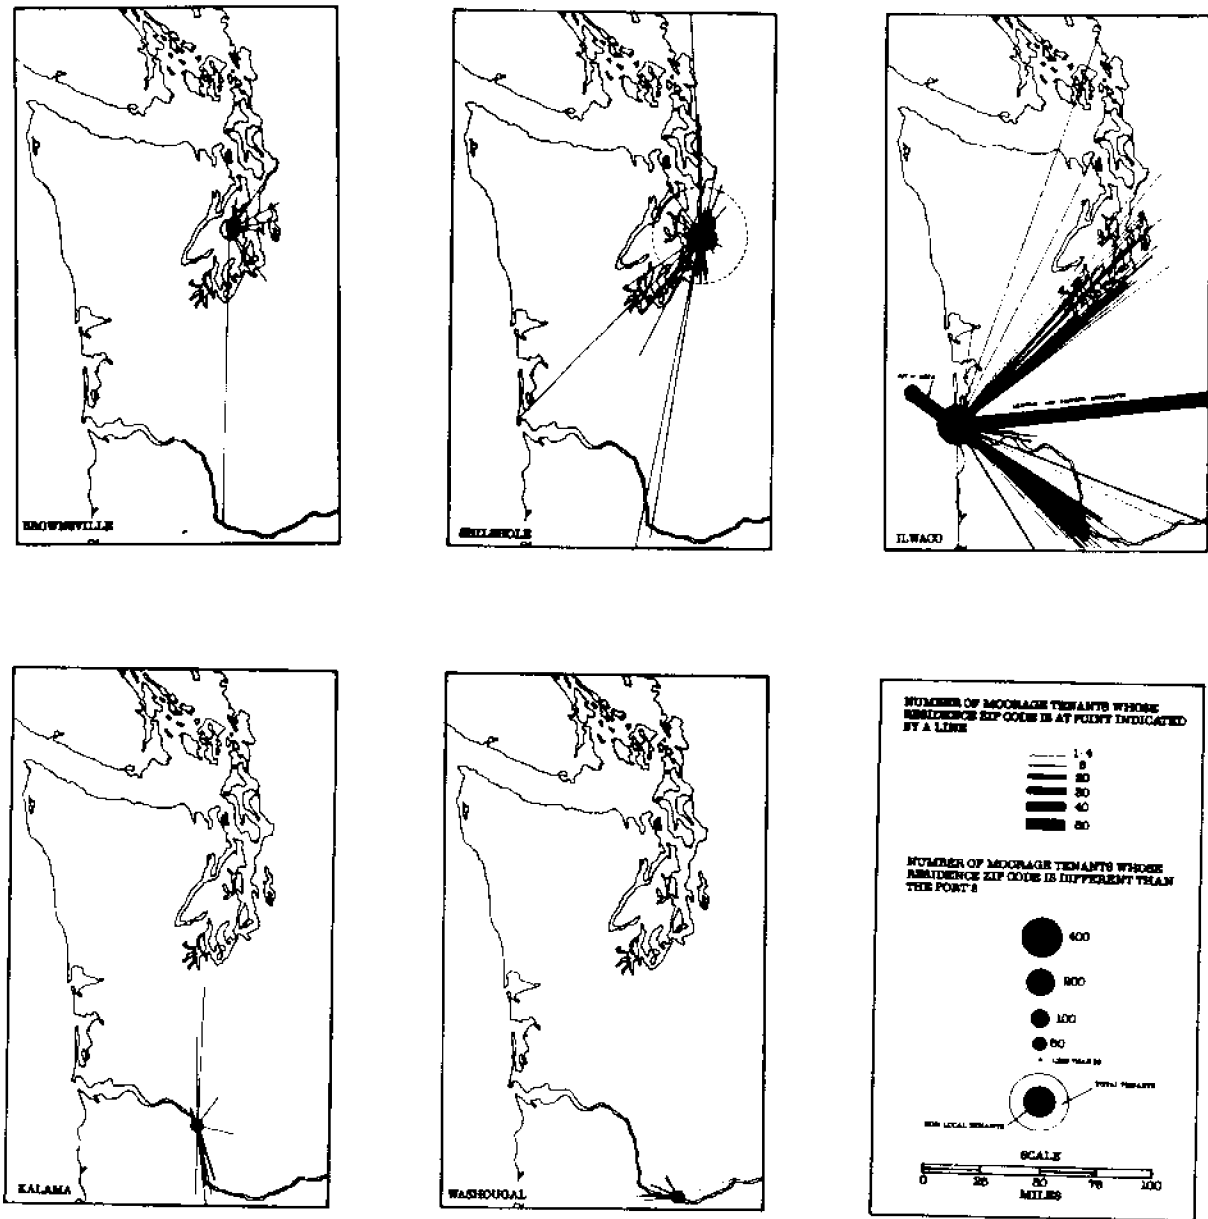 BROWNSVILLE
SHILSHOLE
ILWACO
KALAMA
WASHOUGAL
NUMBER OF MOORAGE TENANTS WHOSE
RESIDENCE ZIP CODE IS AT POINT INDICATED
BY A LINE
1-4
20
30
40
NUMBER OF MOORAGE TENANTS WHOSE
RESIDENCE ZIP CODE IS DIFFERENT THAN
THE PORT'S
400
200
100
TOTAL TENANTS
NON LOCAL TENANTS
SCALE
0 25 50 75 100
MILES